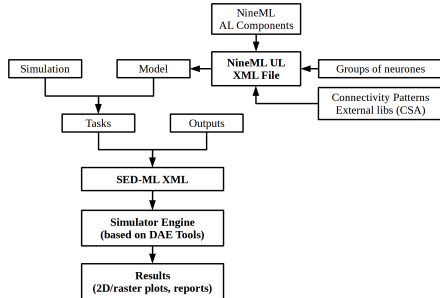 NineML
AL Components
Simulation
Model
NineML UL
XML File
Groups of neurones
Connectivity Patterns
External libs (CSA)
Tasks
Outputs
SED-ML XML
Simulator Engine
(based on DAE Tools)
Results
(2D/raster plots, reports)